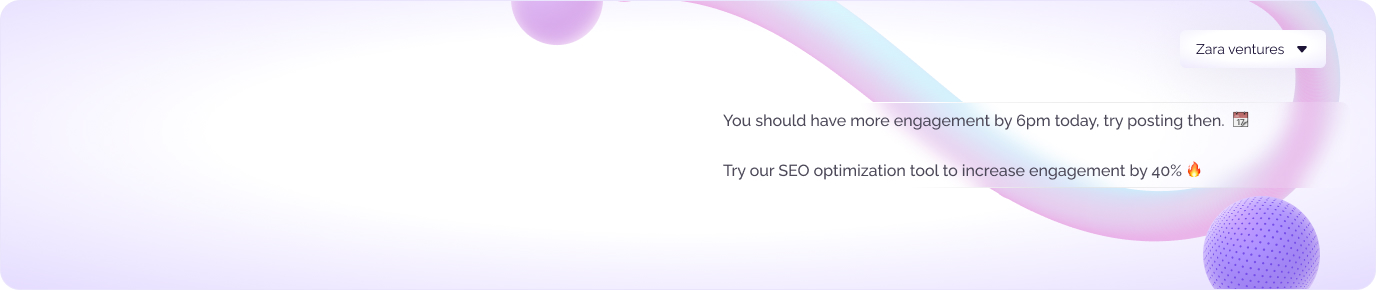 Zara ventures
You should have more engagement by 6pm today, try posting then. 📆
Try our SEO optimization tool to increase engagement by 40% 🔥